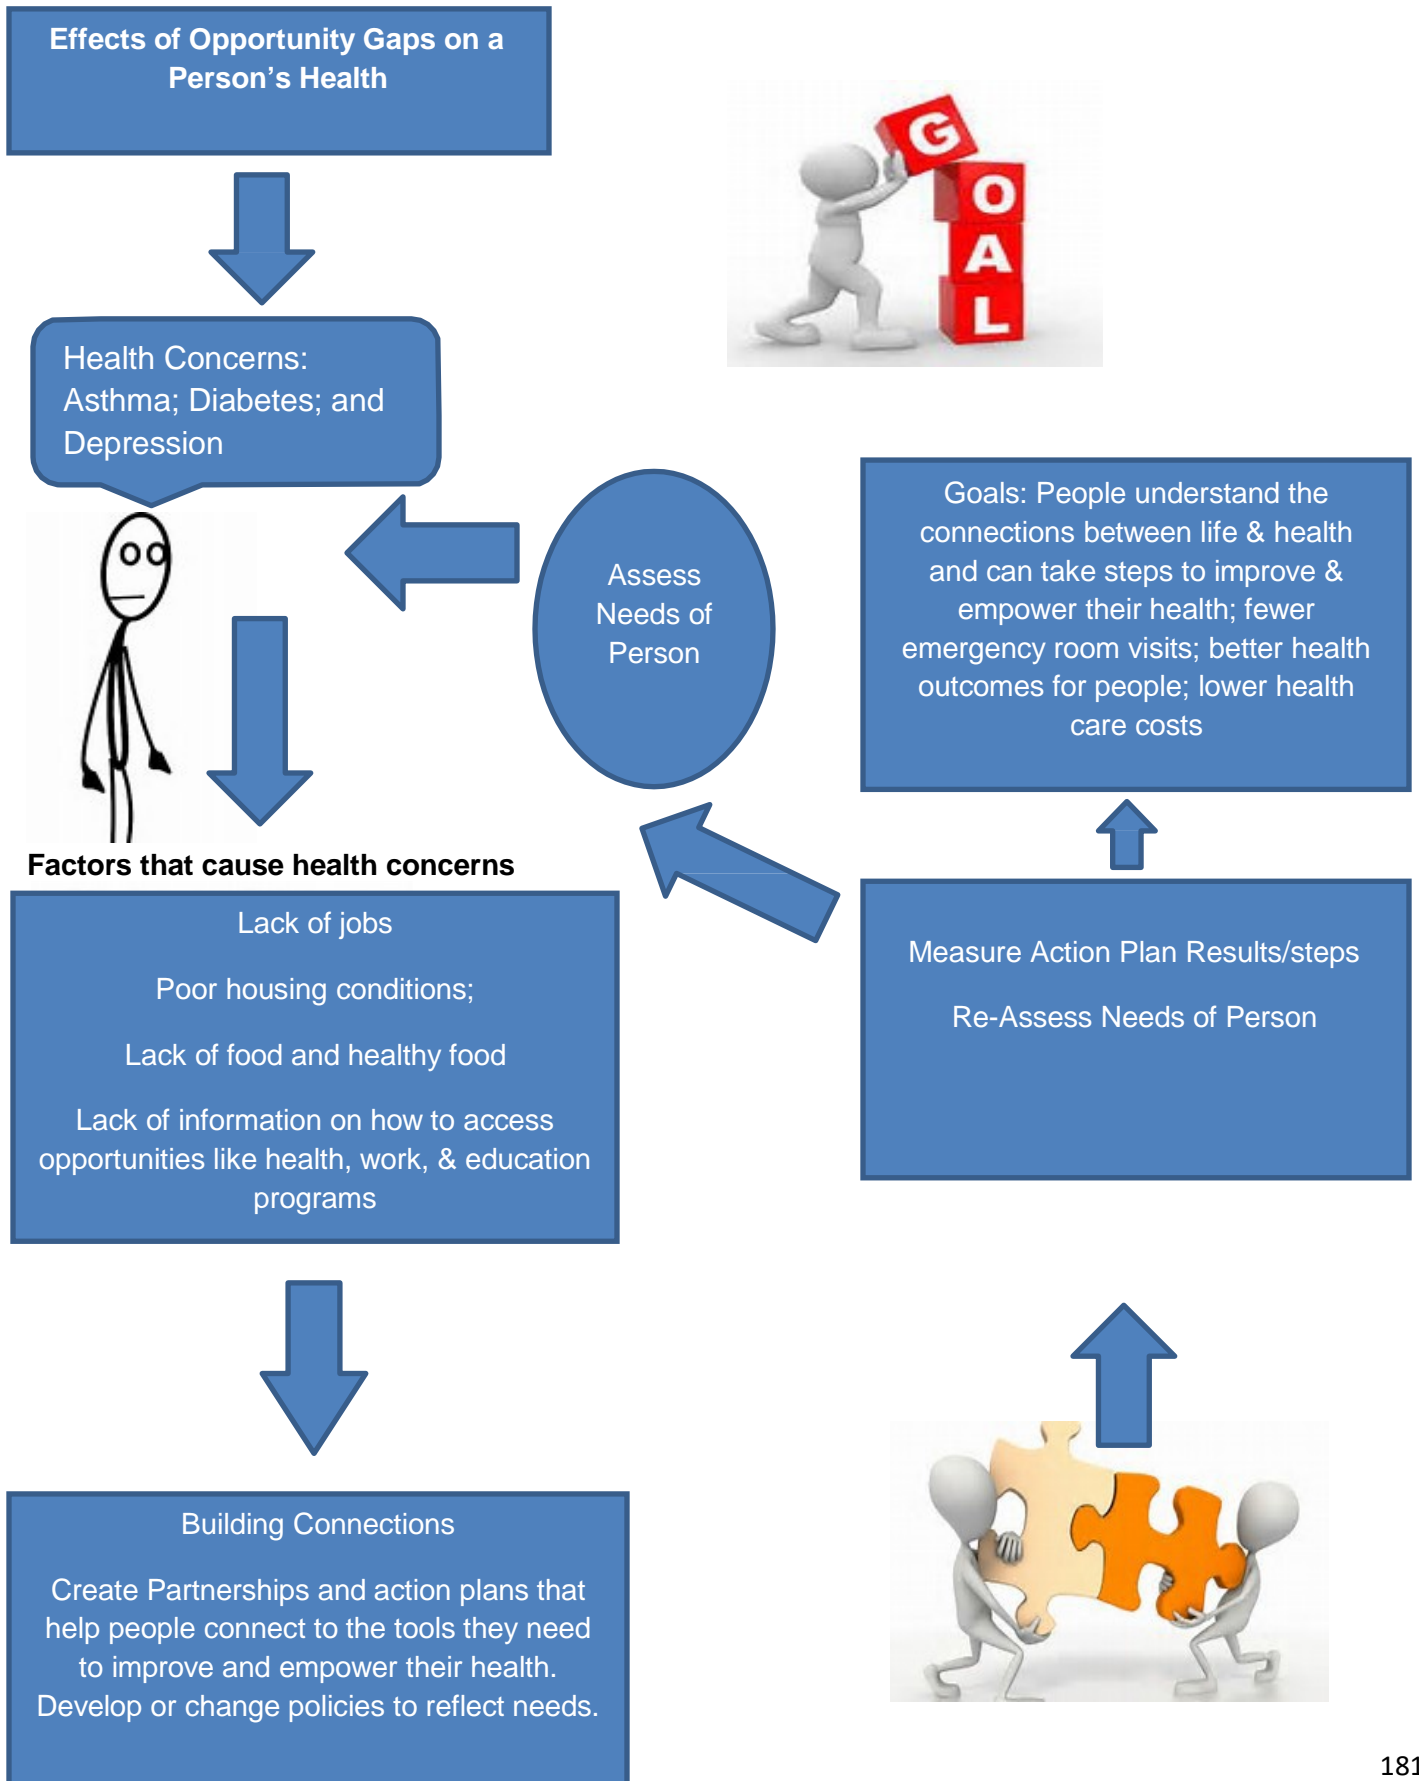 Effects of Opportunity Gaps on a
Person’s Health
G
O
A
L
Health Concerns:
Asthma; Diabetes; and
Depression
Assess
Needs of
Person
Goals: People understand the
connections between life & health
and can take steps to improve &
empower their health; fewer
emergency room visits; better health
outcomes for people; lower health
care costs
Factors that cause health concerns
Lack of jobs
Poor housing conditions;
Lack of food and healthy food
Lack of information on how to access
opportunities like health, work, & education
programs
Measure Action Plan Results/steps
Re-Assess Needs of Person
Building Connections
Create Partnerships and action plans that
help people connect to the tools they need
to improve and empower their health.
Develop or change policies to reflect needs.
181